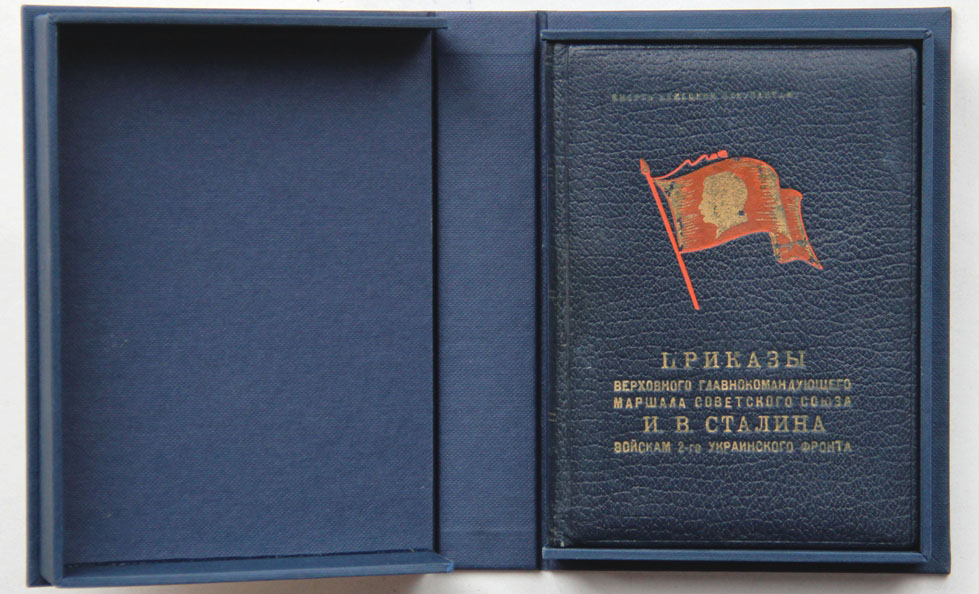 ПРИКАЗЫ
ВЕРХОВНОГО ГЛАВНОКОМАНДУЮЩЕГО
МАРШАЛА СОВЕТСКОГО СОЮЗА
И. В. СТАЛИНА
ВОЙСКАМ 2-го УКРАИНСКОГО ФРОНТА